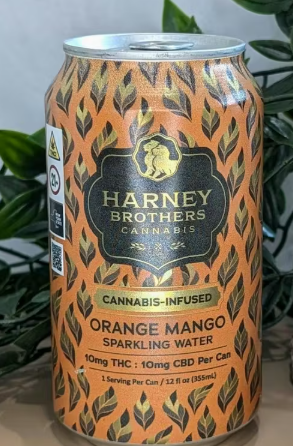 HARNEY
BROTHERS
CANNABIS
CANNABIS-INFUSED
ORANGE MANGO
SPARKLING WATER
10mg THC : 10mg CBD Per Can
1 Serving Per Can / 12 fl oz (355mL)